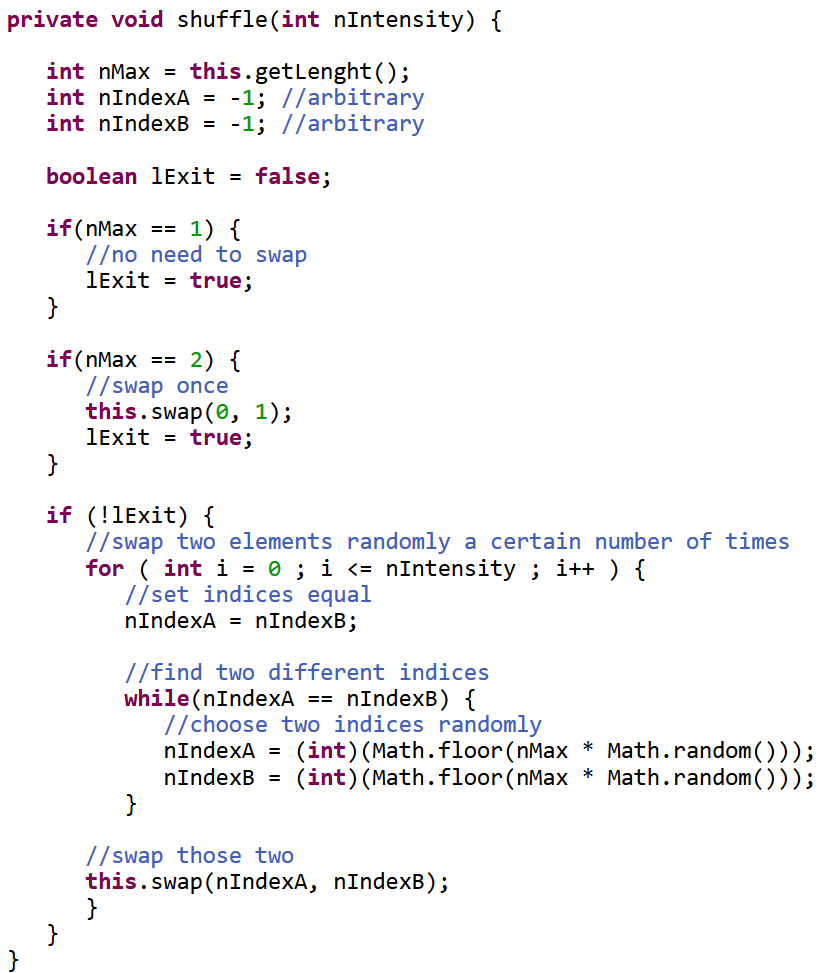 private void shuffle(int nIntensity) {
int nMax = this.getLenght();
int nIndexA = -1; //arbitrary
int nIndexB = -1; //arbitrary
boolean lExit = false;
if(nMax == 1) {
//no need to swap
lExit = true;
}
if(nMax == 2) {
//swap once
this.swap(0, 1);
lExit = true;
}
if (!lExit) {
//swap two elements randomly a certain number of times
for ( int i = 0 ; i <= nIntensity ; i++ ) {
//set indices equal
nIndexA = nIndexB;
//find two different indices
while(nIndexA == nIndexB) {
//choose two indices randomly
nIndexA = (int)(Math.floor(nMax * Math.random()));
nIndexB = (int)(Math.floor(nMax * Math.random()));
}
//swap those two
this.swap(nIndexA, nIndexB);
}
}
}